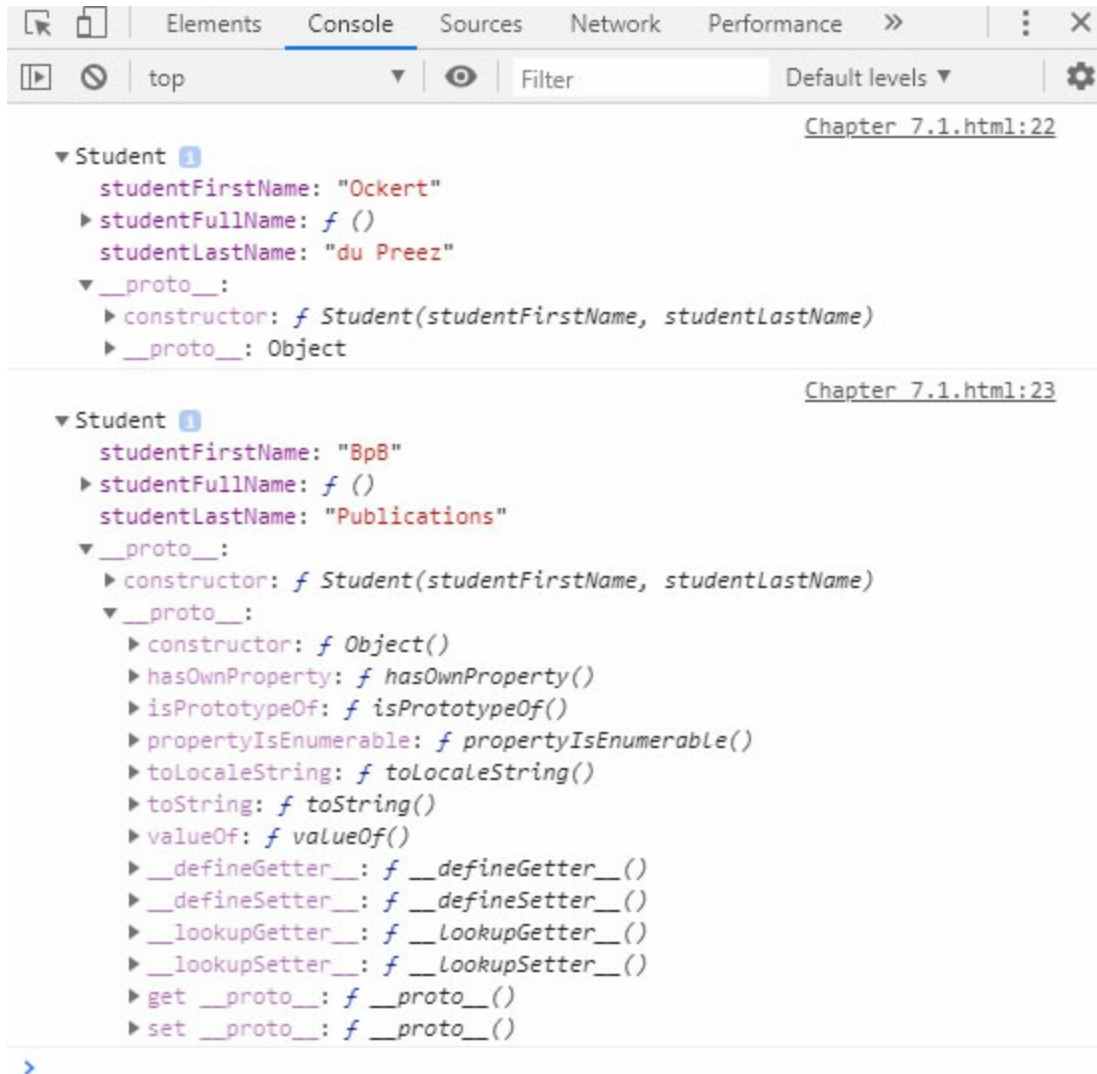 Elements Console Sources Network Performance »
top ▼ Filter Default levels ▼
Chapter 7.1.html:22
▼Student i
studentFirstName: "Ockert"
▶studentFullName: ƒ ()
studentLastName: "du Preez"
▼__proto__:
▶constructor: ƒ Student(studentFirstName, studentLastName)
▶__proto__: Object
Chapter 7.1.html:23
▼Student i
studentFirstName: "BpB"
▶studentFullName: ƒ ()
studentLastName: "Publications"
▼__proto__:
▶constructor: ƒ Student(studentFirstName, studentLastName)
▼__proto__:
▶constructor: ƒ Object()
▶hasOwnProperty: ƒ hasOwnProperty()
▶isPrototypeOf: ƒ isPrototypeOf()
▶propertyIsEnumerable: ƒ propertyIsEnumerable()
▶toLocaleString: ƒ toLocaleString()
▶toString: ƒ toString()
▶valueOf: ƒ valueOf()
▶__defineGetter__: ƒ __defineGetter__()
▶__defineSetter__: ƒ __defineSetter__()
▶__lookupGetter__: ƒ __lookupGetter__()
▶__lookupSetter__: ƒ __lookupSetter__()
▶get __proto__: ƒ __proto__()
▶set __proto__: ƒ __proto__()
>